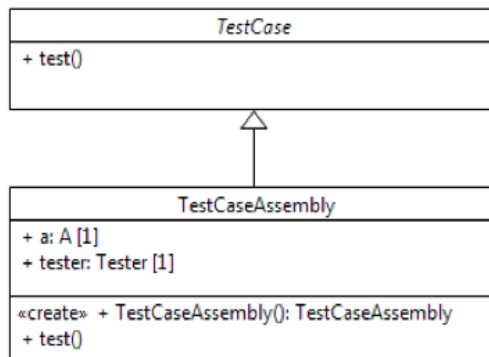 TestCase
+ test()
TestCaseAssembly
+ a: A [1]
+ tester: Tester [1]
«create» + TestCaseAssembly(): TestCaseAssembly
+ test()